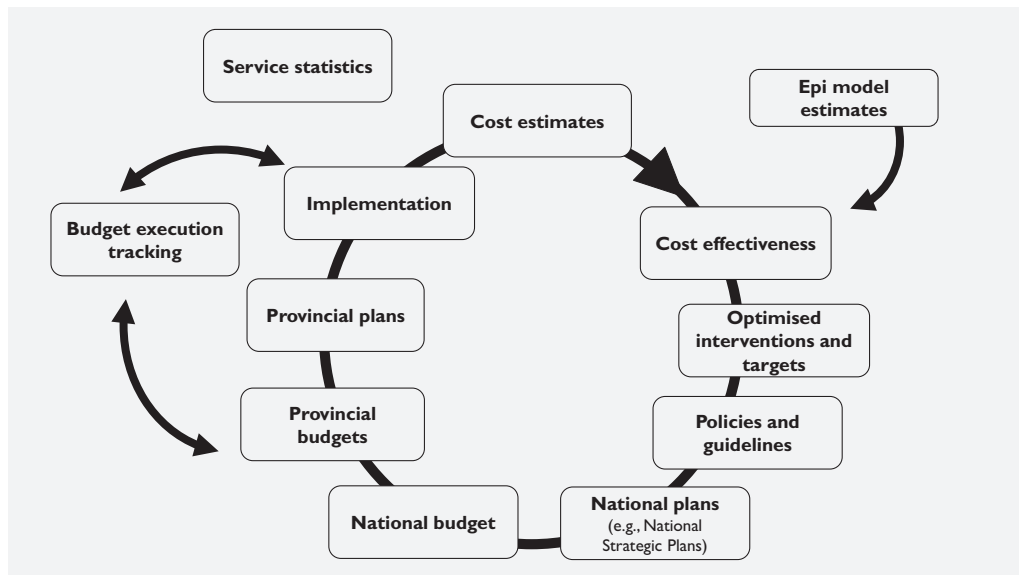 Service statistics
Cost estimates
Epi model
estimates
Implementation
Budget execution
tracking
Cost effectiveness
Provincial plans
Optimised
interventions and
targets
Provincial
budgets
Policies and
guidelines
National budget
National plans
(e.g., National
Strategic Plans)